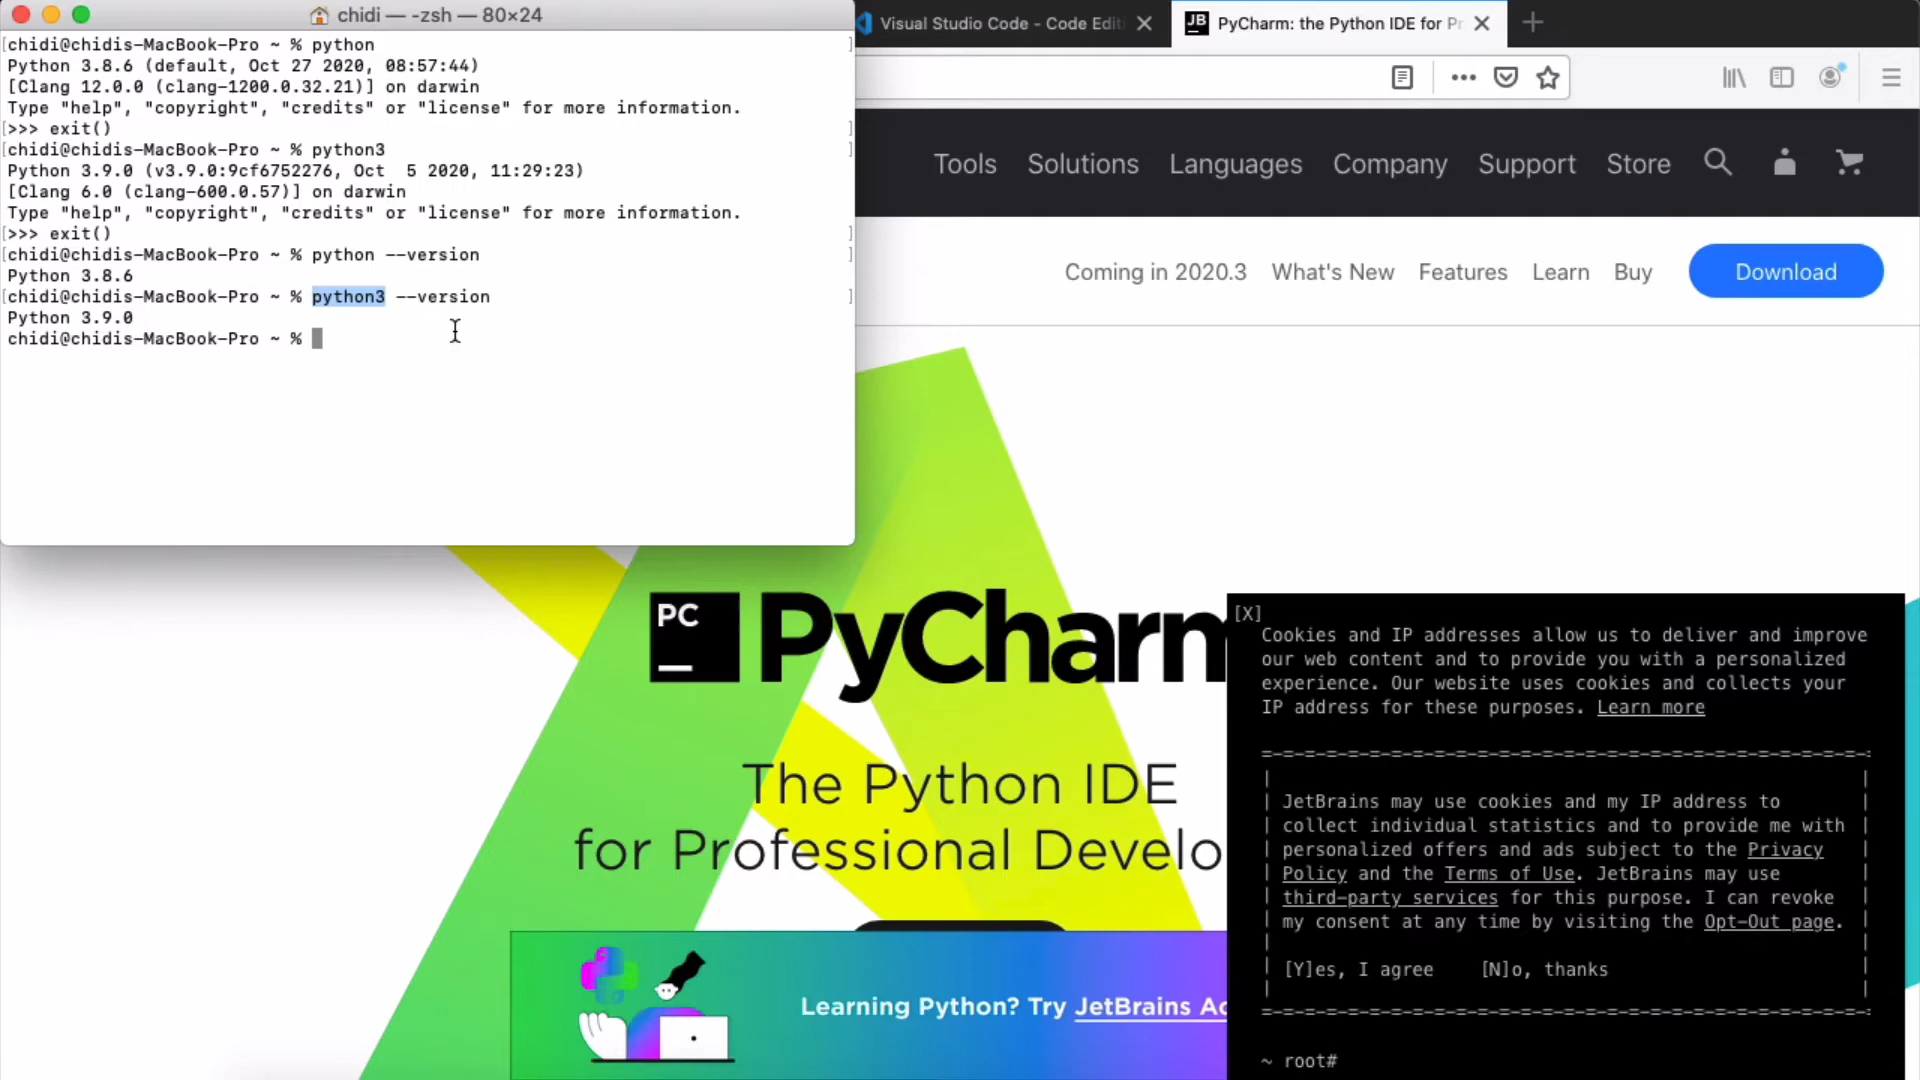 chidi — -zsh — 80×24
chidi@chidis-MacBook-Pro ~ % python
Python 3.8.6 (default, Oct 27 2020, 08:57:44)
[Clang 12.0.0 (clang-1200.0.32.21)] on darwin
Type "help", "copyright", "credits" or "license" for more information.
>>> exit()
chidi@chidis-MacBook-Pro ~ % python3
Python 3.9.0 (v3.9.0:9cf6752276, Oct  5 2020, 11:29:23)
[Clang 6.0 (clang-600.0.57)] on darwin
Type "help", "copyright", "credits" or "license" for more information.
>>> exit()
chidi@chidis-MacBook-Pro ~ % python --version
Python 3.8.6
chidi@chidis-MacBook-Pro ~ % python3 --version
Python 3.9.0
chidi@chidis-MacBook-Pro ~ %
Visual Studio Code - Code Edit
JB PyCharm: the Python IDE for Pr
Tools Solutions Languages Company Support Store
Coming in 2020.3 What's New Features Learn Buy Download
PC PyCharm
The Python IDE
for Professional Develo
Learning Python? Try JetBrains Ac
[X]
Cookies and IP addresses allow us to deliver and improve
our web content and to provide you with a personalized
experience. Our website uses cookies and collects your
IP address for these purposes. Learn more
JetBrains may use cookies and my IP address to
collect individual statistics and to provide me with
personalized offers and ads subject to the Privacy
Policy and the Terms of Use. JetBrains may use
third-party services for this purpose. I can revoke
my consent at any time by visiting the Opt-Out page.
[Y]es, I agree [N]o, thanks
~ root#